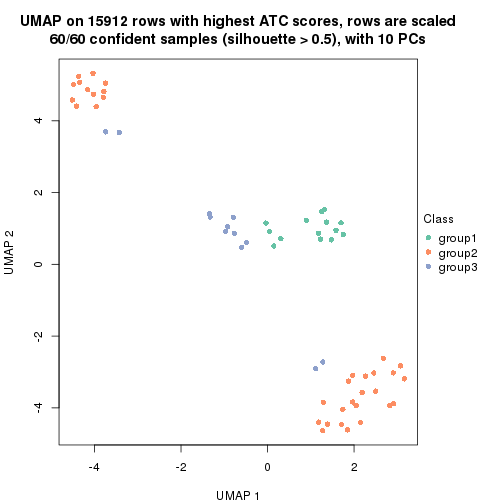 UMAP on 15912 rows with highest ATC scores, rows are scaled
60/60 confident samples (silhouette > 0.5), with 10 PCs
4
2
0
-2
-4
UMAP 2
-4
-2
0
2
UMAP 1
Class
group1
group2
group3